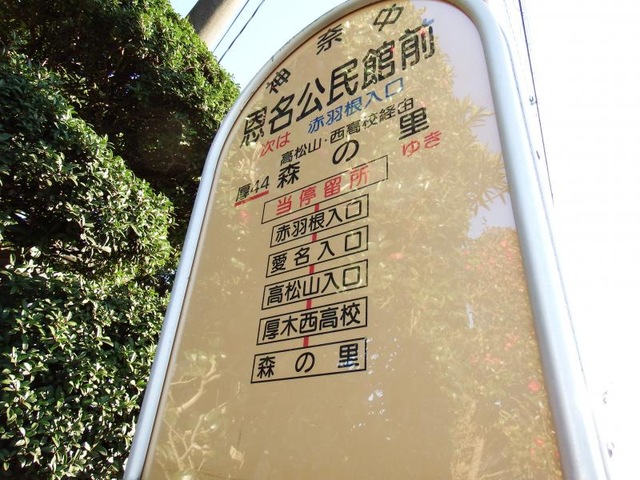 神奈中
恩名公民館前
次は 赤羽根入口
高松山・西高校経由
厚44 森の里 ゆき
当停留所
赤羽根入口
愛名入口
高松山入口
厚木西高校
森の里